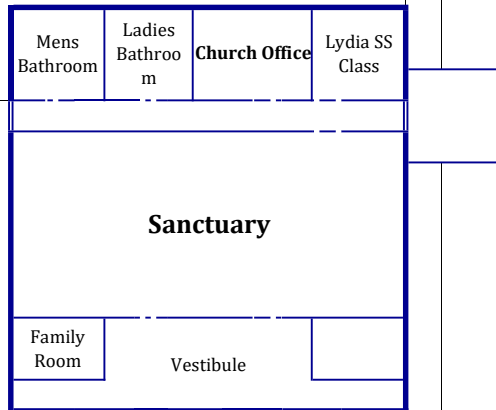 Mens
Bathroom
Ladies
Bathroo
m
Church Office
Lydia SS
Class
Sanctuary
Family
Room
Vestibule